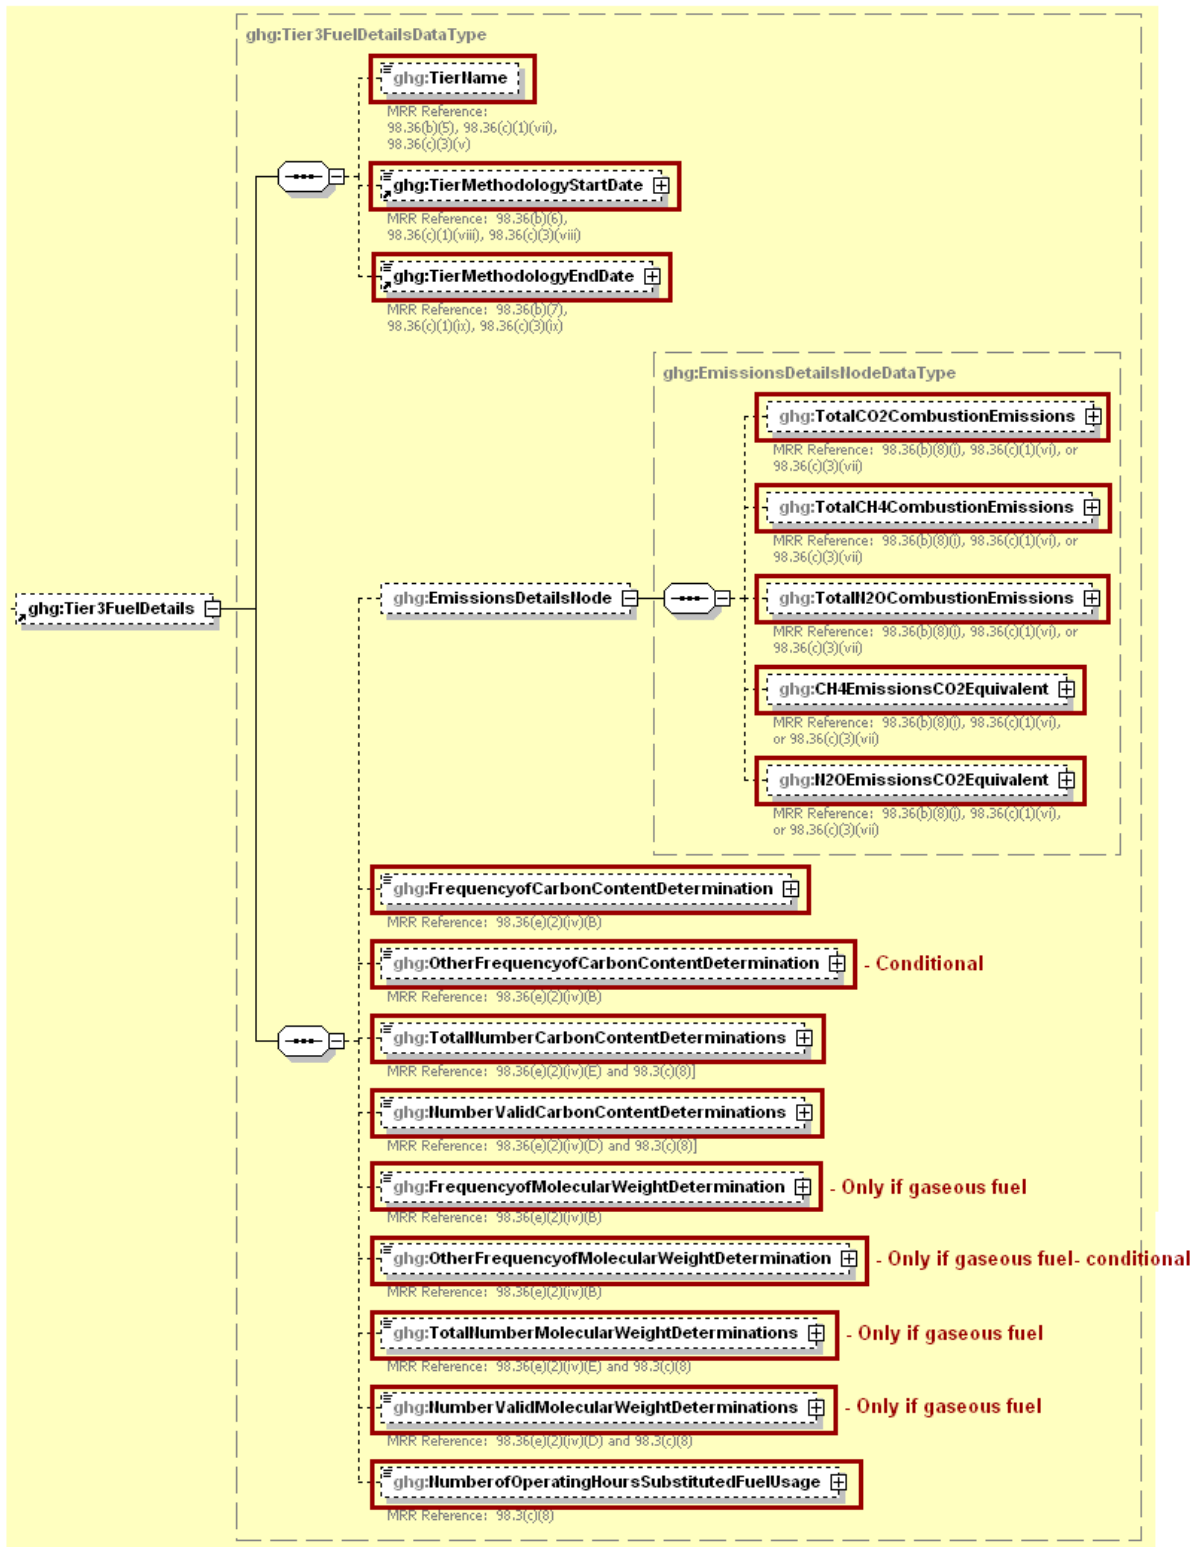 ghg:Tier3FuelDetailsDataType
ghg:TierName
MRR Reference:
98.36(b)(5), 98.36(c)(1)(vii),
98.36(c)(3)(v)
ghg:TierMethodologyStartDate
MRR Reference: 98.36(b)(6),
98.36(c)(1)(viii), 98.36(c)(3)(viii)
ghg:TierMethodologyEndDate
MRR Reference: 98.36(b)(7),
98.36(c)(1)(ix), 98.36(c)(3)(ix)
ghg:EmissionsDetailsNodeDataType
ghg:TotalCO2CombustionEmissions
MRR Reference: 98.36(b)(8)(i), 98.36(c)(1)(vi), or
98.36(c)(3)(vii)
ghg:TotalCH4CombustionEmissions
MRR Reference: 98.36(b)(8)(i), 98.36(c)(1)(vi), or
98.36(c)(3)(vii)
ghg:Tier3FuelDetails
ghg:EmissionsDetailsNode
ghg:TotalN2OCombustionEmissions
MRR Reference: 98.36(b)(8)(i), 98.36(c)(1)(vi), or
98.36(c)(3)(vii)
ghg:CH4EmissionsCO2Equivalent
MRR Reference: 98.36(b)(8)(i), 98.36(c)(1)(vi),
or 98.36(c)(3)(vii)
ghg:N2OEmissionsCO2Equivalent
MRR Reference: 98.36(b)(8)(i), 98.36(c)(1)(vi),
or 98.36(c)(3)(vii)
ghg:FrequencyofCarbonContentDetermination
MRR Reference: 98.36(e)(2)(iv)(B)
ghg:OtherFrequencyofCarbonContentDetermination - Conditional
MRR Reference: 98.36(e)(2)(iv)(B)
ghg:TotalNumberCarbonContentDeterminations
MRR Reference: 98.36(e)(2)(iv)(E) and 98.3(c)(8)]
ghg:NumberValidCarbonContentDeterminations
MRR Reference: 98.36(e)(2)(iv)(D) and 98.3(c)(8)]
ghg:FrequencyofMolecularWeightDetermination - Only if gaseous fuel
MRR Reference: 98.36(e)(2)(iv)(B)
ghg:OtherFrequencyofMolecularWeightDetermination - Only if gaseous fuel- conditional
MRR Reference: 98.36(e)(2)(iv)(B)
ghg:TotalNumberMolecularWeightDeterminations - Only if gaseous fuel
MRR Reference: 98.36(e)(2)(iv)(E) and 98.3(c)(8)
ghg:NumberValidMolecularWeightDeterminations - Only if gaseous fuel
MRR Reference: 98.36(e)(2)(iv)(D) and 98.3(c)(8)
ghg:NumberofOperatingHoursSubstitutedFuelUsage
MRR Reference: 98.3(c)(8)